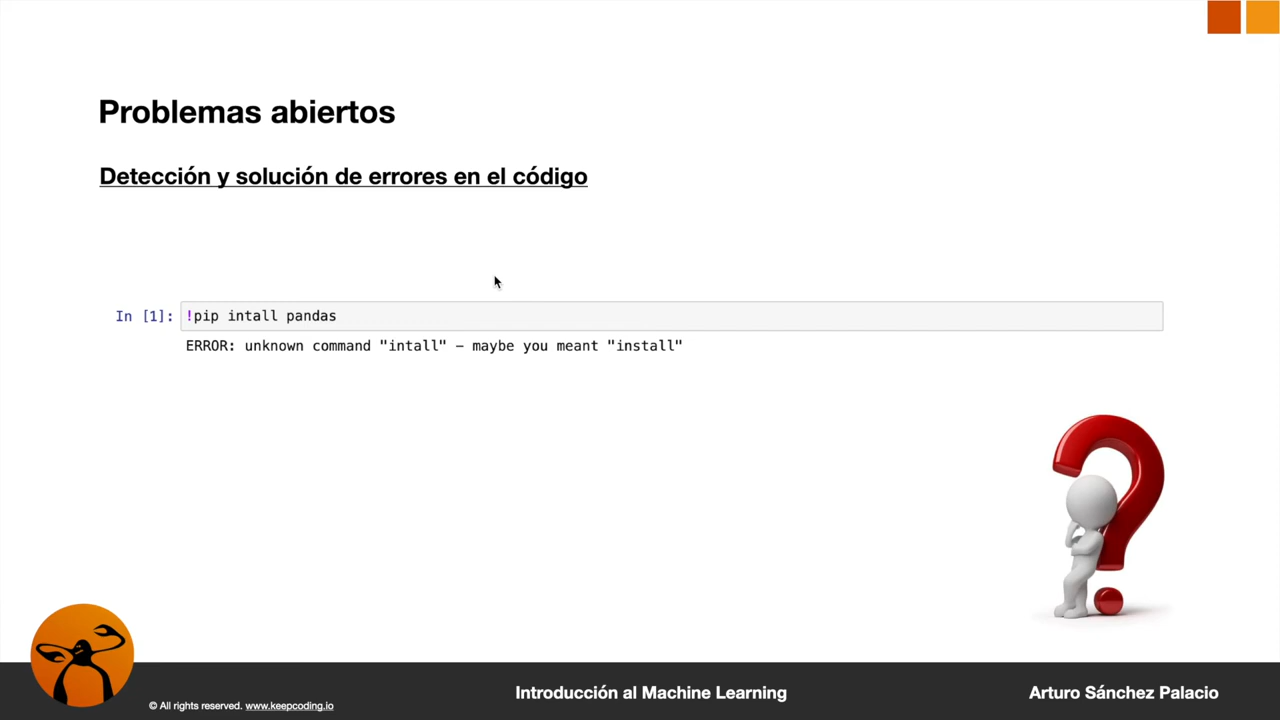 Problemas abiertos
Detección y solución de errores en el código
In [1]: !pip intall pandas
ERROR: unknown command "intall" – maybe you meant "install"
© All rights reserved. www.keepcoding.io
Introducción al Machine Learning
Arturo Sánchez Palacio